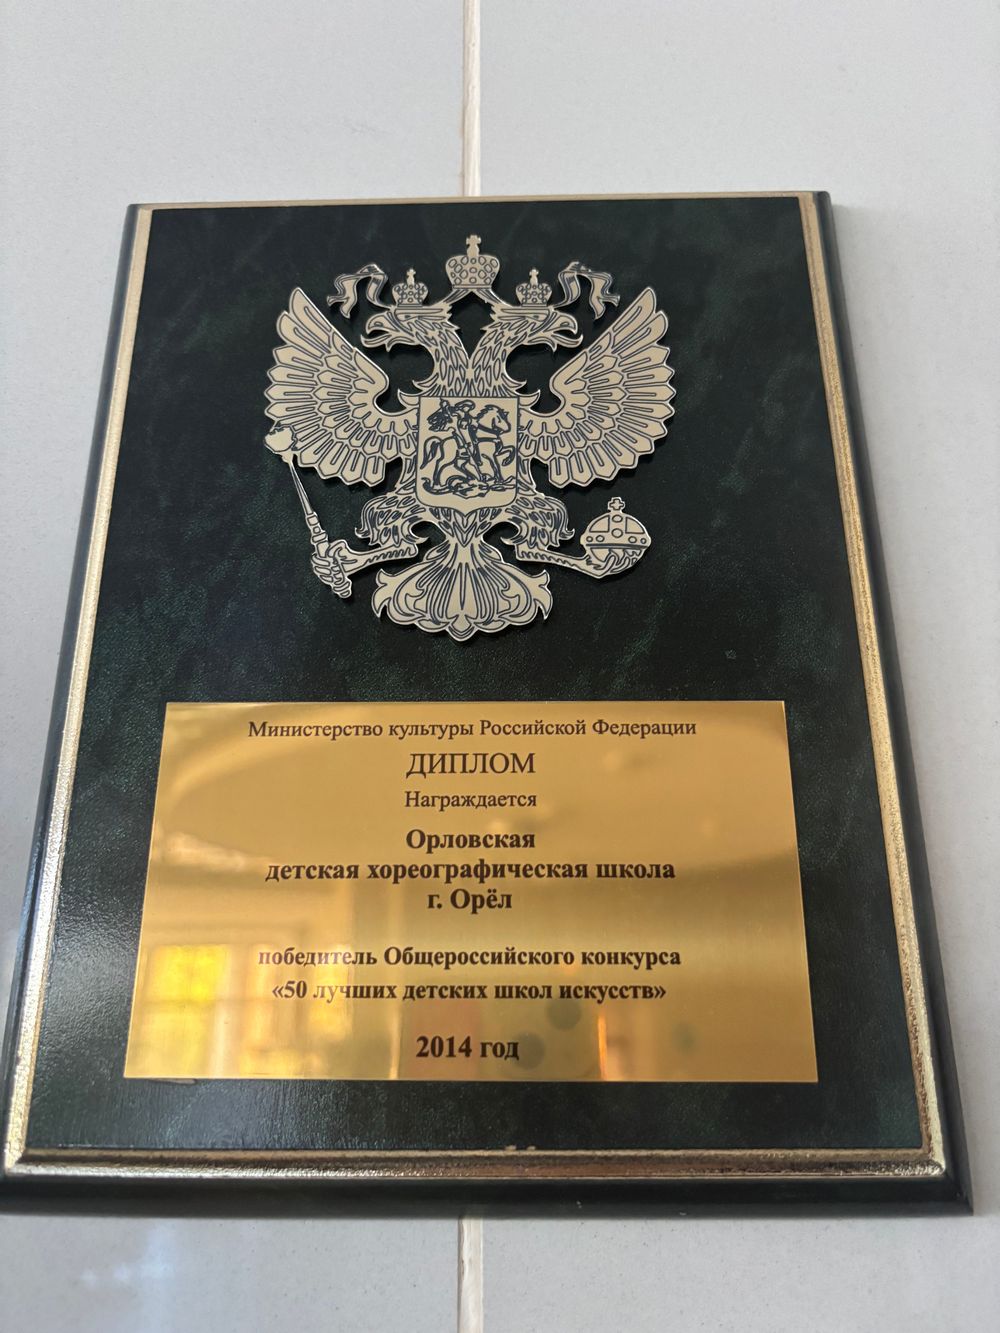 Министерство культуры Российской Федерации
ДИПЛОМ
Награждается
Орловская
детская хореографическая школа
г. Орёл
победитель Общероссийского конкурса
«50 лучших детских школ искусств»
2014 год